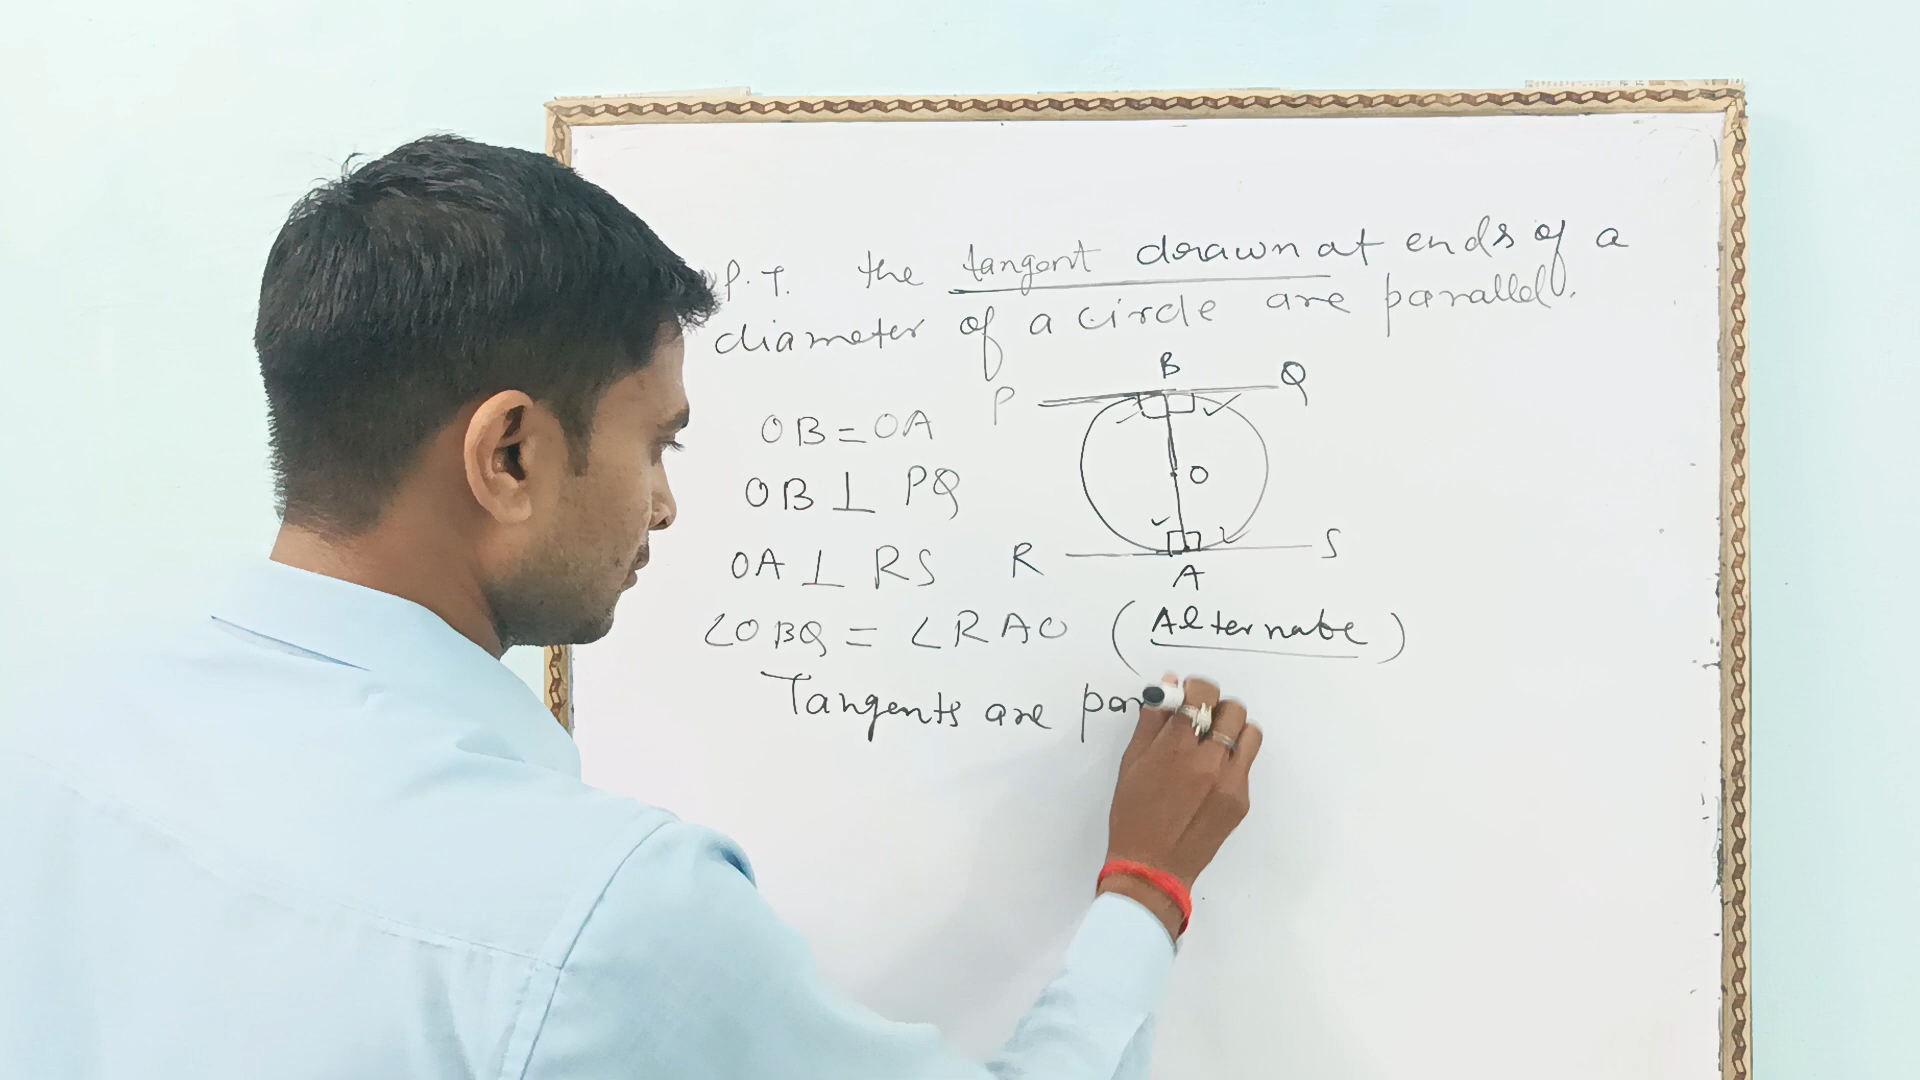 P.T. the tangent drawn at ends of a
diameter of a circle are parallel.
B
P Q
OB = OA
O
OB ⊥ PQ
OA ⊥ RS R S
A
∠OBQ = ∠RAO (Alternate)
Tangents are par